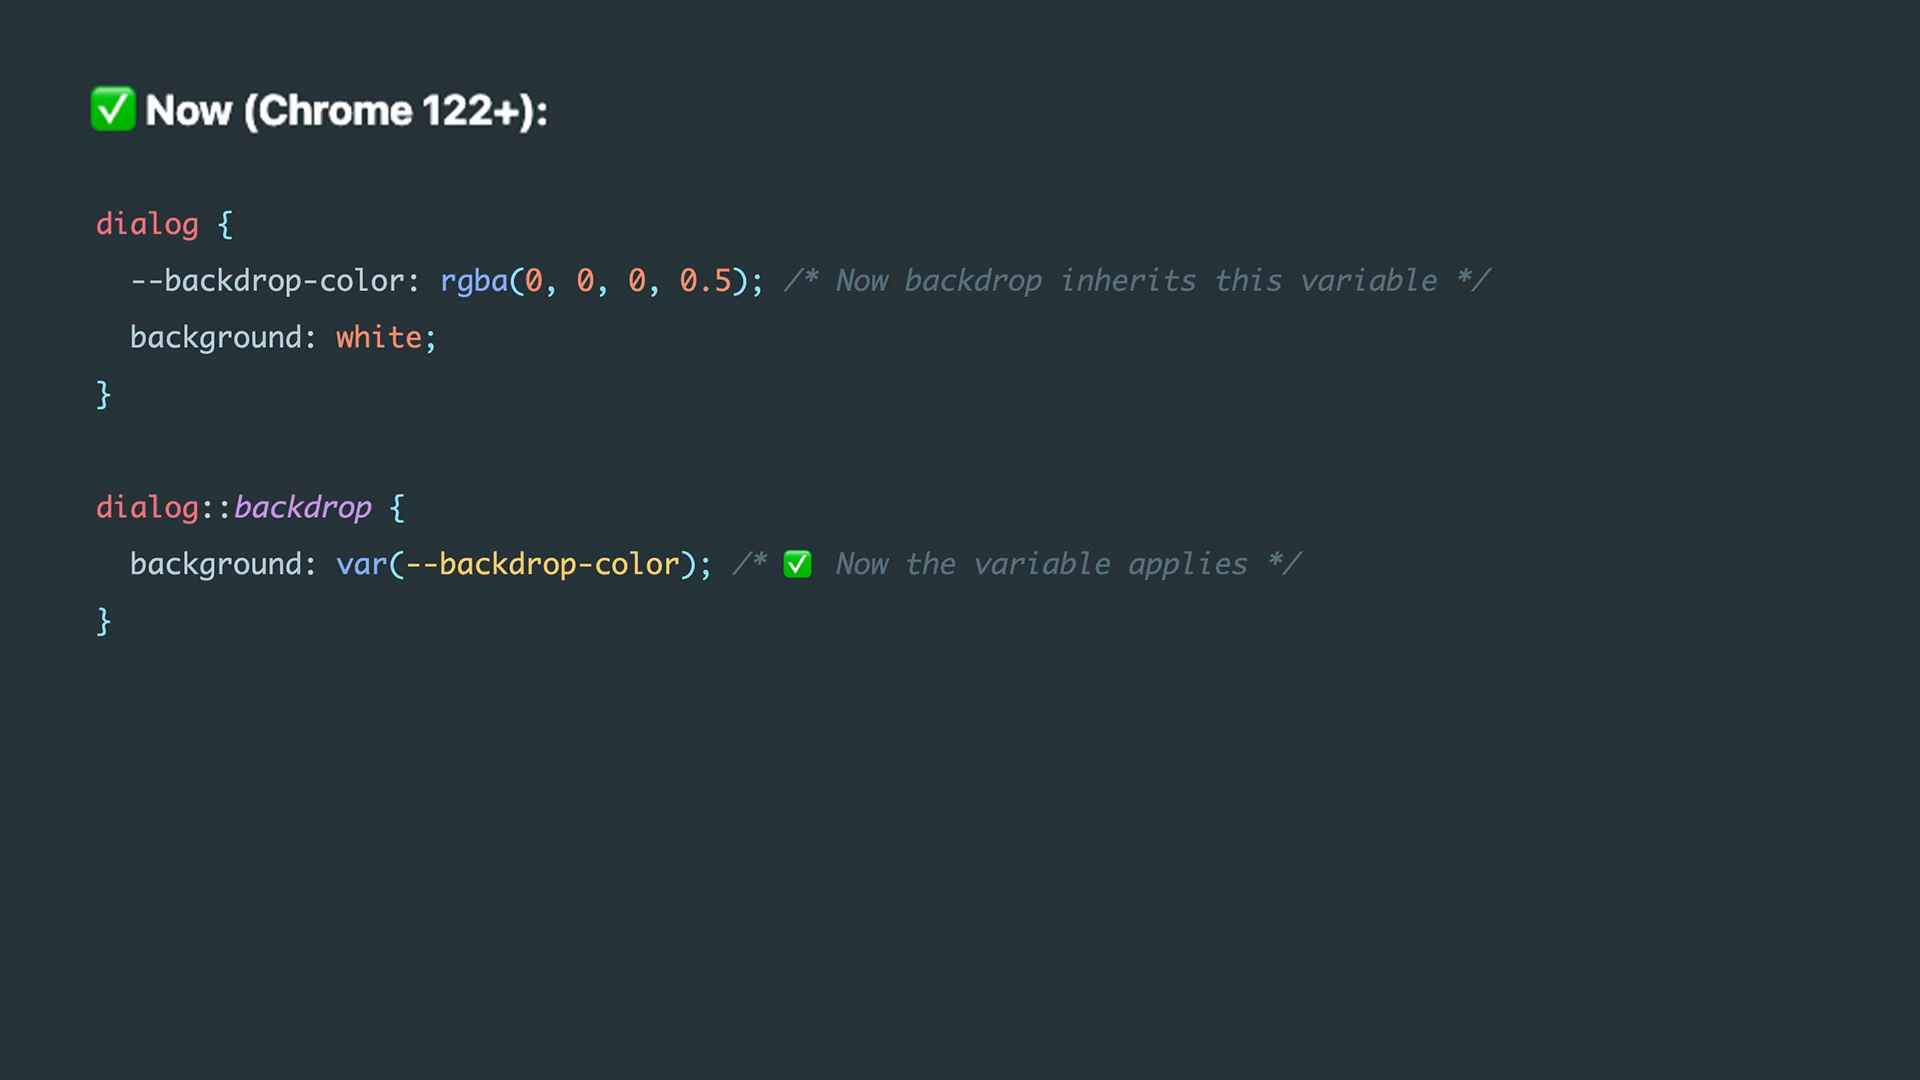 ✅ Now (Chrome 122+):
dialog {
  --backdrop-color: rgba(0, 0, 0, 0.5); /* Now backdrop inherits this variable */
  background: white;
}
dialog::backdrop {
  background: var(--backdrop-color); /* ✅ Now the variable applies */
}